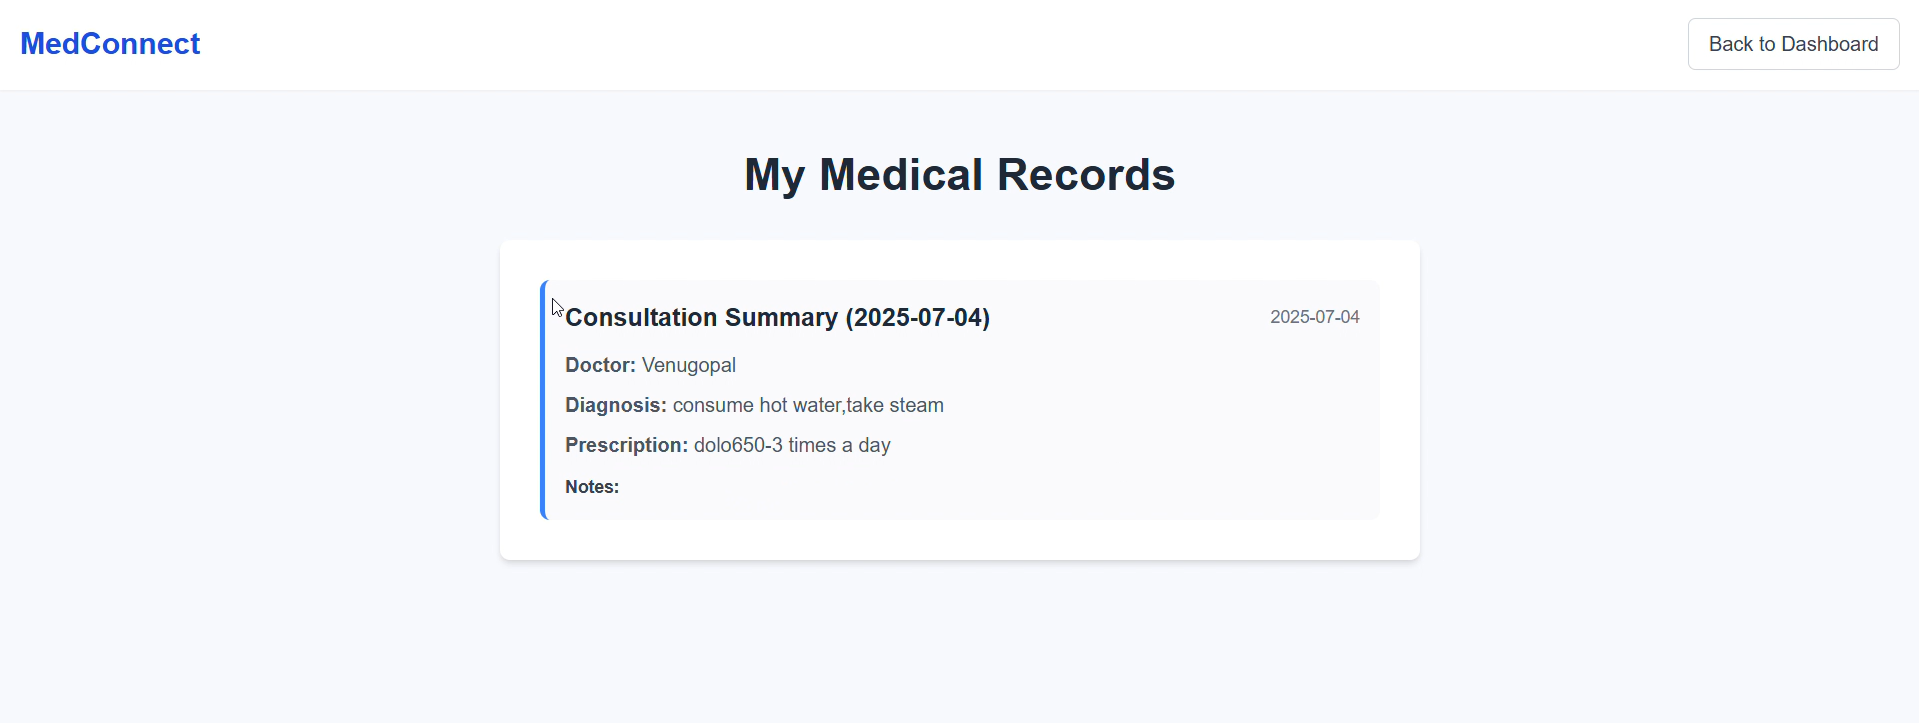 MedConnect
Back to Dashboard
My Medical Records
Consultation Summary (2025-07-04)
2025-07-04
Doctor: Venugopal
Diagnosis: consume hot water,take steam
Prescription: dolo650-3 times a day
Notes: